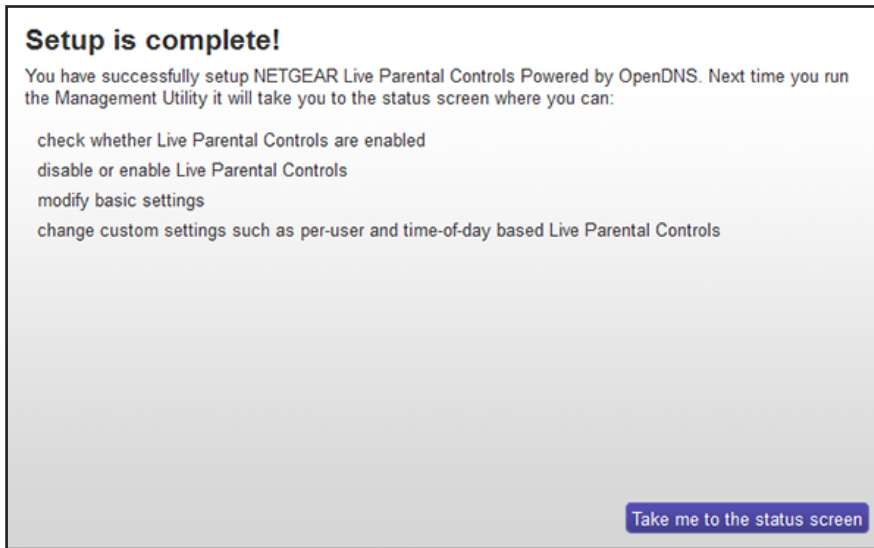 Setup is complete!
You have successfully setup NETGEAR Live Parental Controls Powered by OpenDNS. Next time you run
the Management Utility it will take you to the status screen where you can:
check whether Live Parental Controls are enabled
disable or enable Live Parental Controls
modify basic settings
change custom settings such as per-user and time-of-day based Live Parental Controls
Take me to the status screen